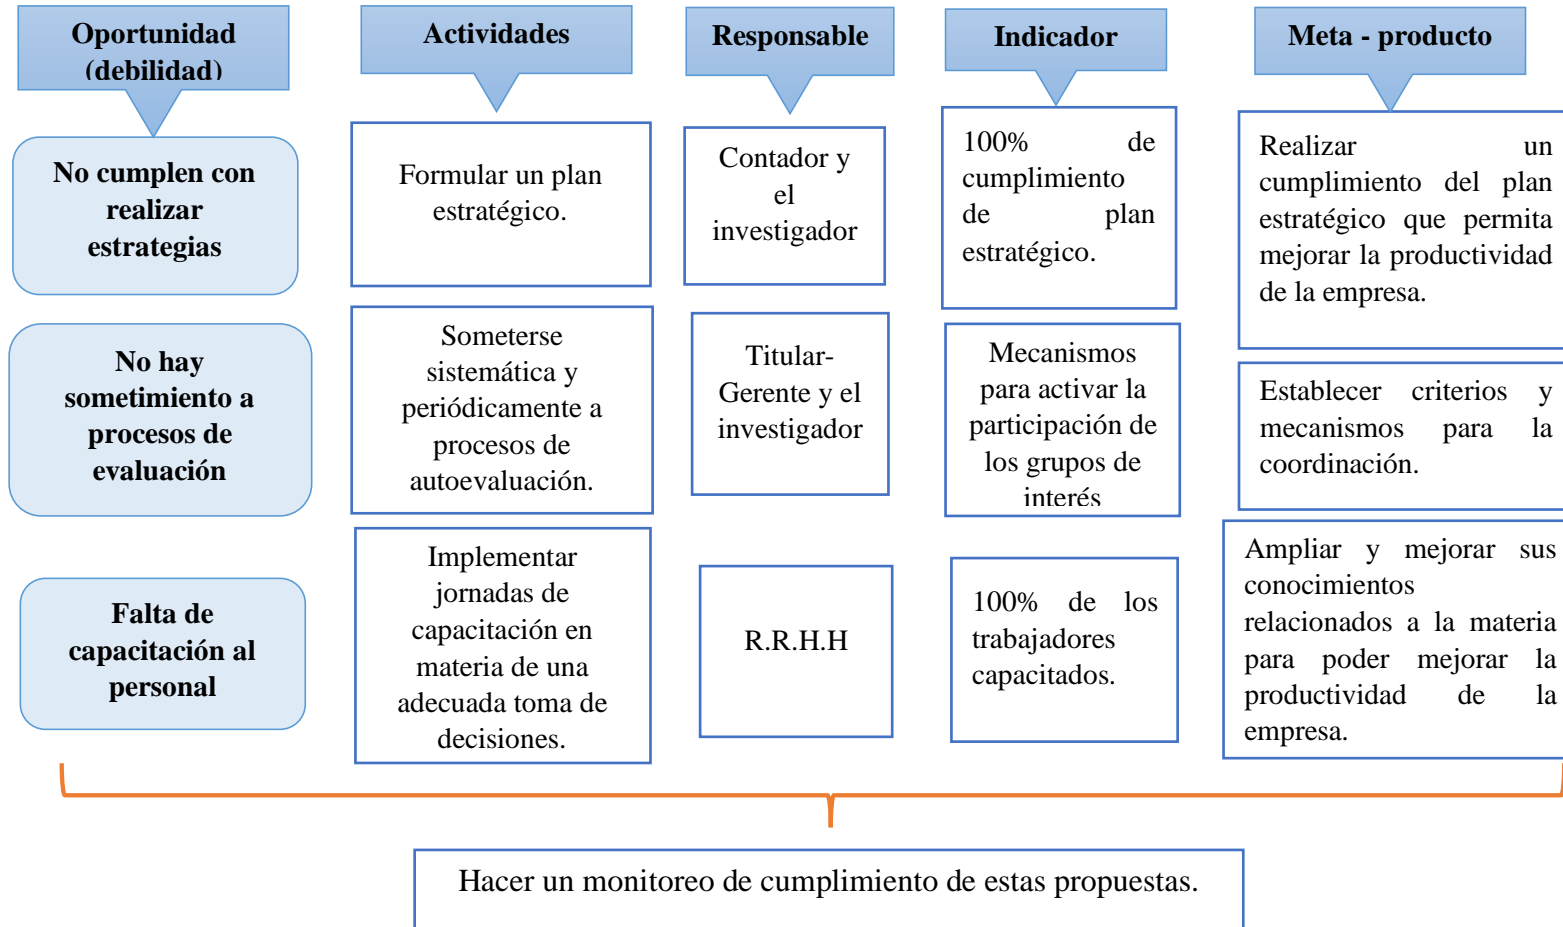 Oportunidad
(debilidad)
Actividades
Responsable
Indicador
Meta - producto
No cumplen con
realizar
estrategias
Formular un plan
estratégico.
Contador y
el
investigador
100% de
cumplimiento
de plan
estratégico.
Realizar un
cumplimiento del plan
estratégico que permita
mejorar la productividad
de la empresa.
No hay
sometimiento a
procesos de
evaluación
Someterse
sistemática y
periódicamente a
procesos de
autoevaluación.
Titular-
Gerente y el
investigador
Mecanismos
para activar la
participación de
los grupos de
interés
Establecer criterios y
mecanismos para la
coordinación.
Falta de
capacitación al
personal
Implementar
jornadas de
capacitación en
materia de una
adecuada toma de
decisiones.
R.R.H.H
100% de los
trabajadores
capacitados.
Ampliar y mejorar sus
conocimientos
relacionados a la materia
para poder mejorar la
productividad de la
empresa.
Hacer un monitoreo de cumplimiento de estas propuestas.